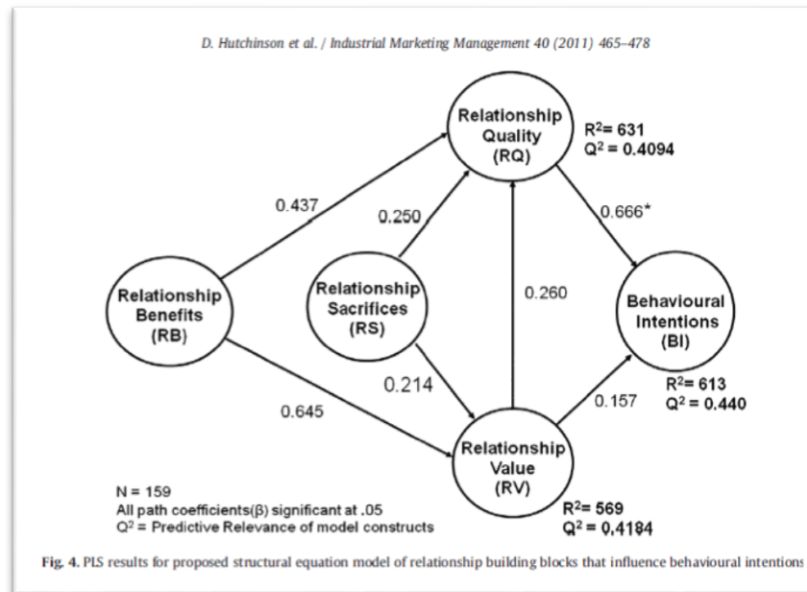 D. Hutchinson et al. / Industrial Marketing Management 40 (2011) 465–478
Relationship
Quality
(RQ)
R²= 631
Q² = 0.4094
0.437
0.250
0.666*
Relationship
Benefits
(RB)
Relationship
Sacrifices
(RS)
0.260
Behavioural
Intentions
(BI)
R²= 613
Q² = 0.440
0.214
0.645
0.157
Relationship
Value
(RV)
R²= 569
Q² = 0.4184
N = 159
All path coefficients(β) significant at .05
Q² = Predictive Relevance of model constructs
Fig. 4. PLS results for proposed structural equation model of relationship building blocks that influence behavioural intentions